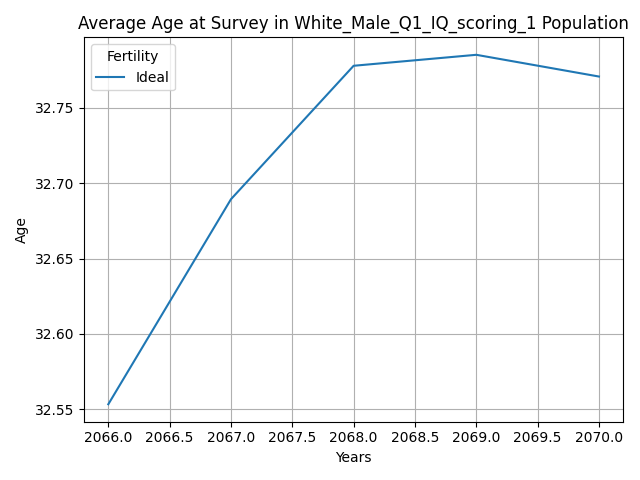 Average Age at Survey in White_Male_Q1_IQ_scoring_1 Population
Fertility
Ideal
32.75
32.70
32.65
32.60
32.55
Age
2066.0 2066.5 2067.0 2067.5 2068.0 2068.5 2069.0 2069.5 2070.0
Years